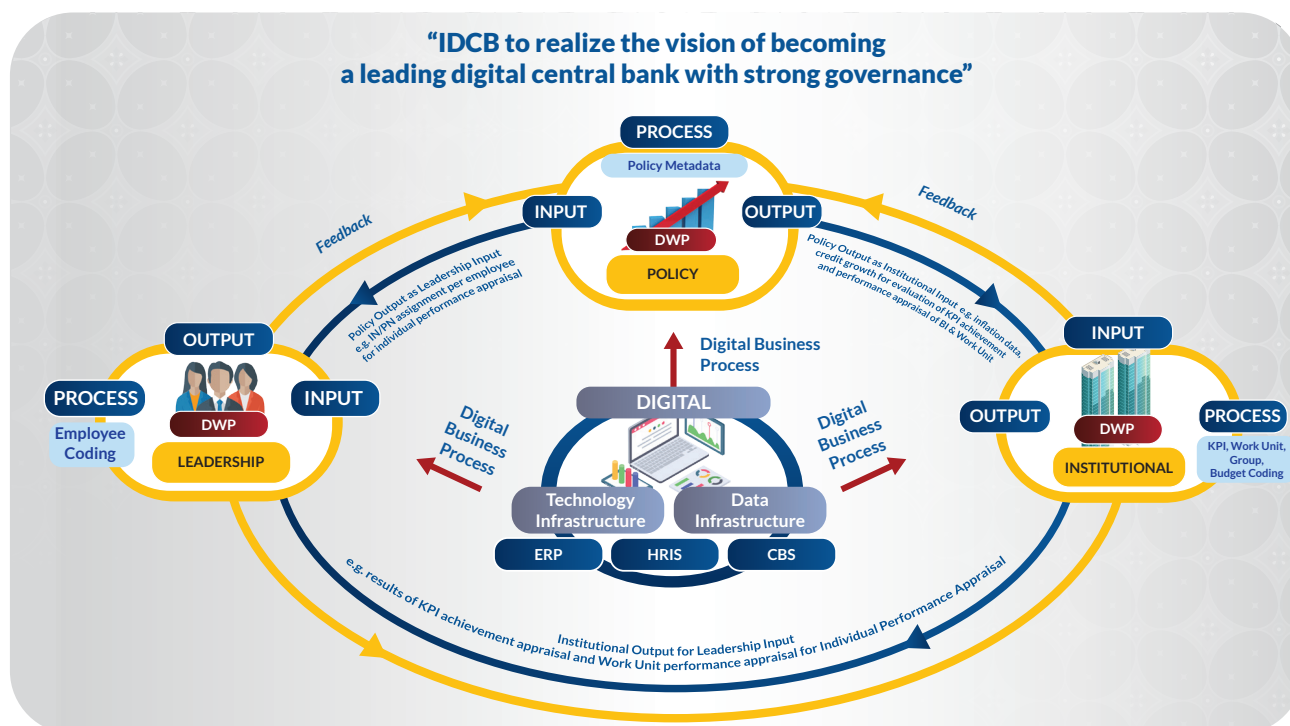 “IDCB to realize the vision of becoming
a leading digital central bank with strong governance”
PROCESS
Policy Metadata
INPUT
OUTPUT
DWP
POLICY
Feedback
Feedback
Policy Output as Leadership Input
e.g. IN/PN assignment per employee
for individual performance appraisal
Policy Output as Institutional Input e.g. Inflation data,
credit growth for evaluation of KPI achievement
and performance appraisal of BI & Work Unit
OUTPUT
PROCESS
Employee
Coding
INPUT
DWP
LEADERSHIP
INPUT
OUTPUT
PROCESS
KPI, Work Unit,
Group,
Budget Coding
DWP
INSTITUTIONAL
Digital Business
Process
Digital
Business
Process
Digital
Business
Process
DIGITAL
Technology
Infrastructure
Data
Infrastructure
ERP
HRIS
CBS
Institutional Output for Leadership Input
e.g. results of KPI achievement appraisal and Work Unit performance appraisal for Individual Performance Appraisal